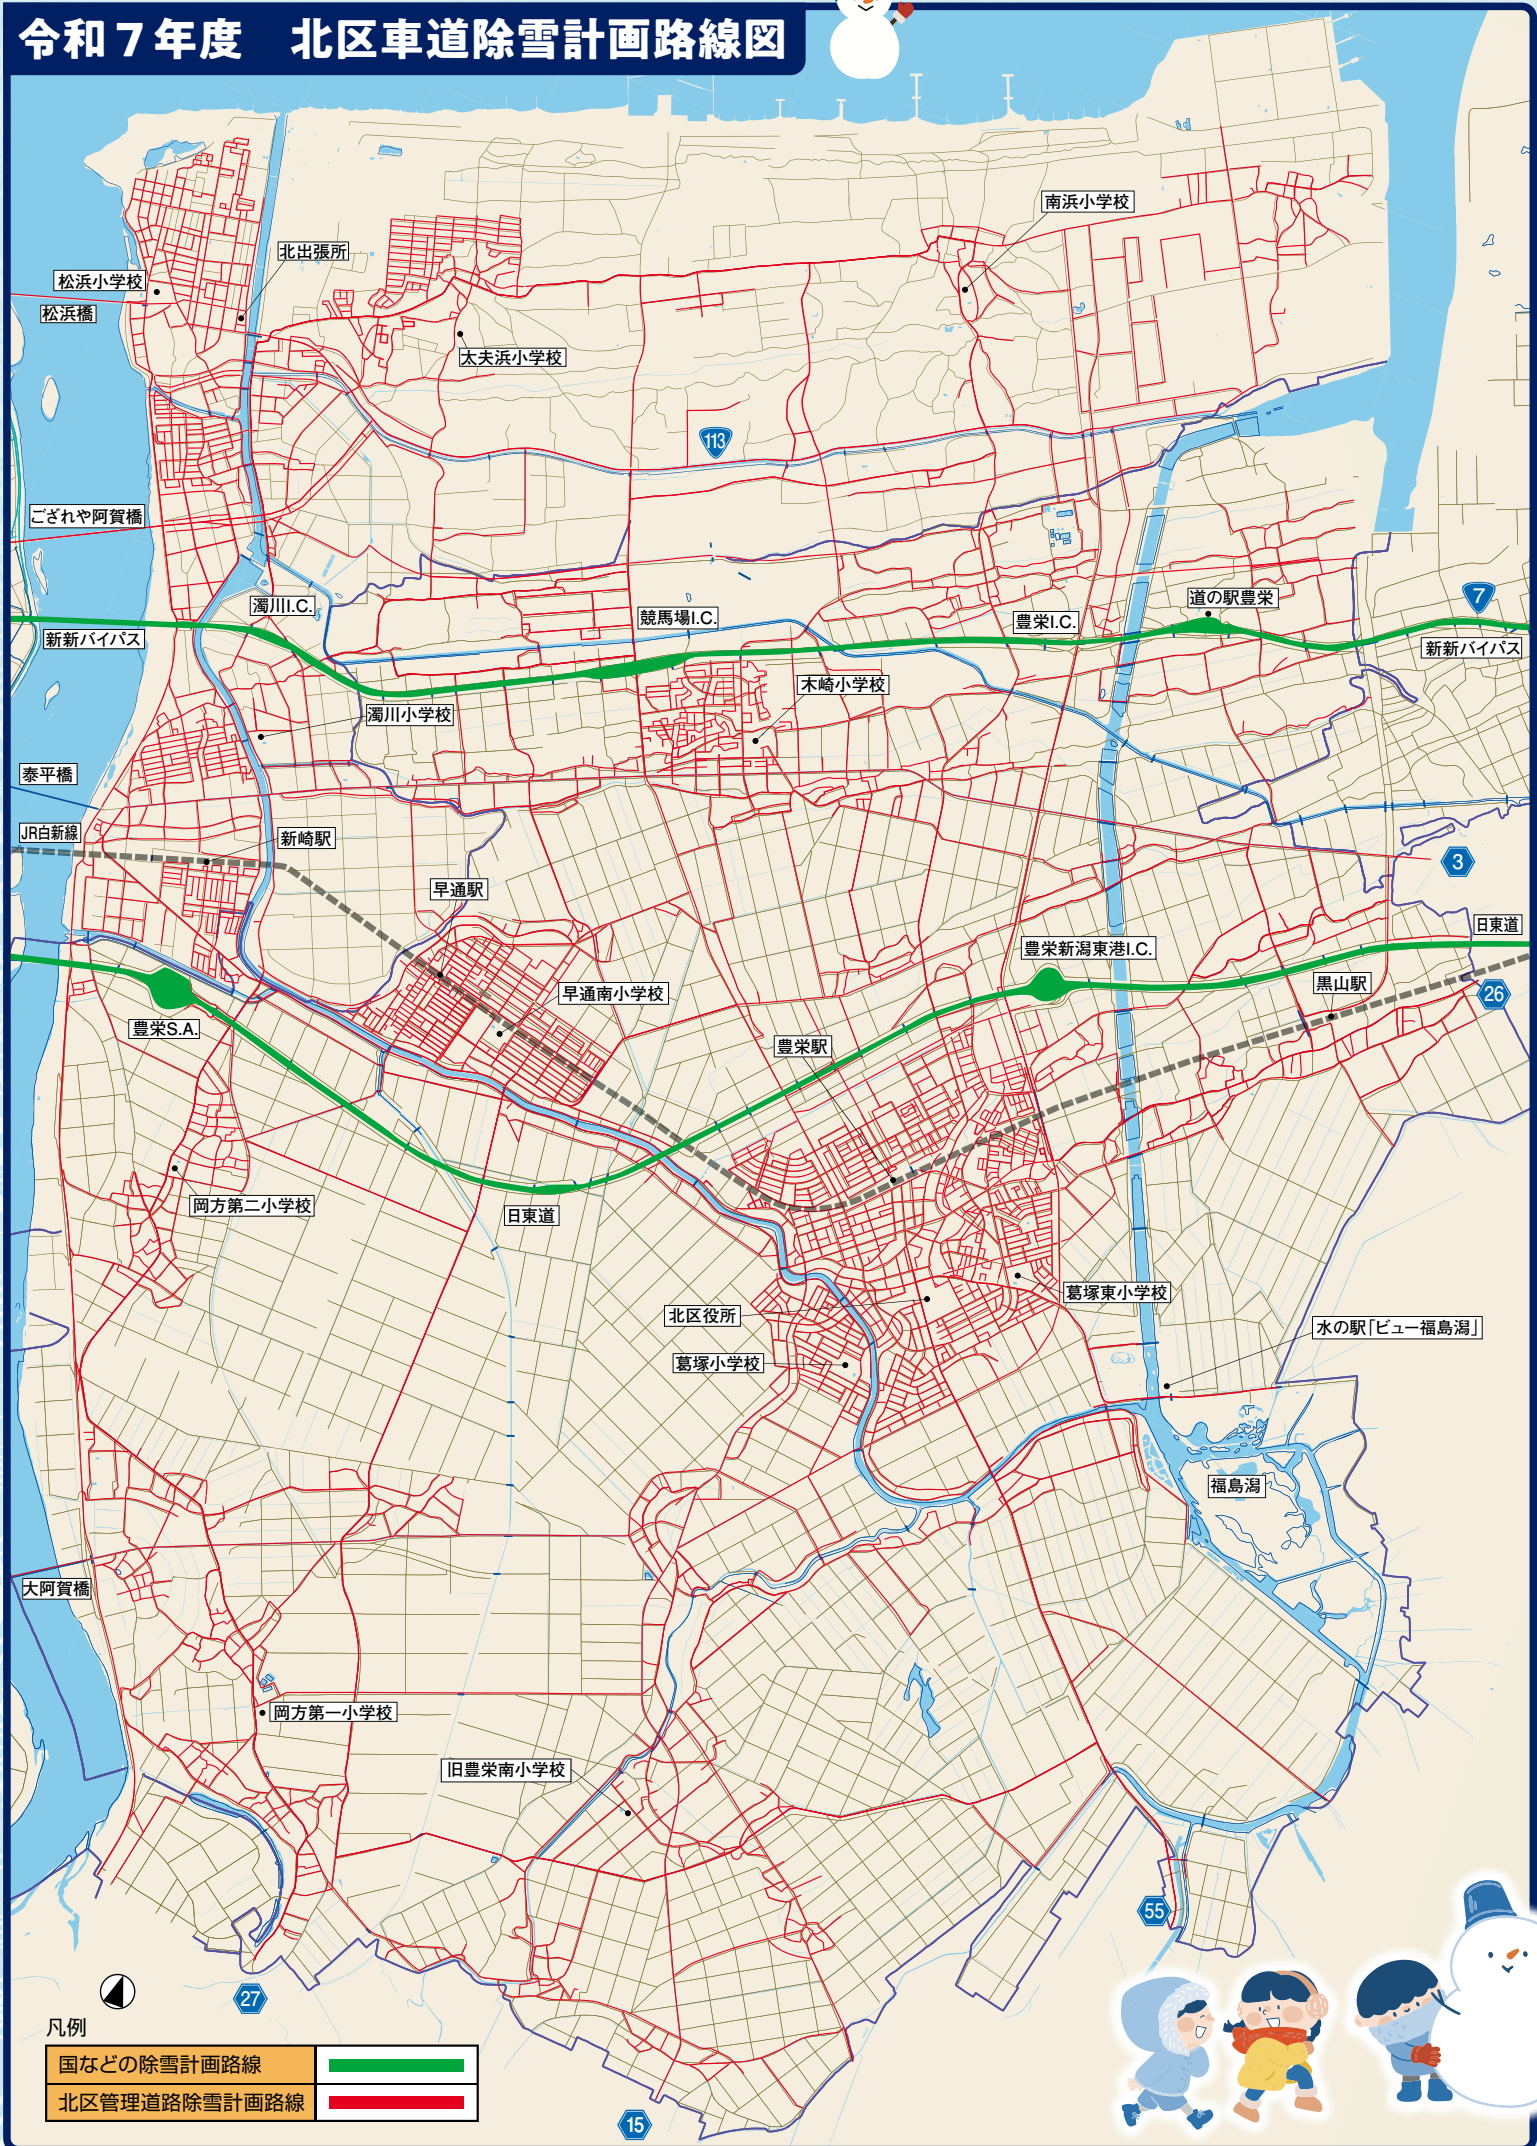 令和7年度　北区車道除雪計画路線図
南浜小学校
北出張所
松浜小学校
松浜橋
太夫浜小学校
113
ござれや阿賀橋
道の駅豊栄
7
濁川I.C.
競馬場I.C.
豊栄I.C.
新新バイパス
新新バイパス
木崎小学校
濁川小学校
泰平橋
JR白新線
新崎駅
3
早通駅
日東道
豊栄新潟東港I.C.
黒山駅
26
早通南小学校
豊栄S.A.
豊栄駅
岡方第二小学校
日東道
葛塚東小学校
北区役所
水の駅「ビュー福島潟」
葛塚小学校
福島潟
大阿賀橋
岡方第一小学校
旧豊栄南小学校
55
27
凡例
国などの除雪計画路線
北区管理道路除雪計画路線
15